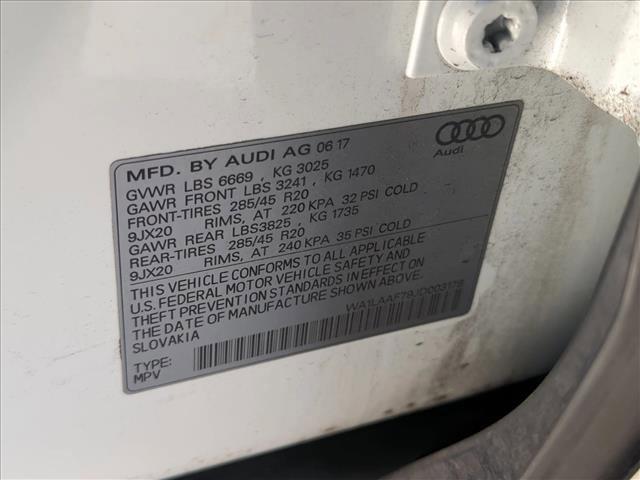 MFD. BY AUDI AG 06 17
Audi
GVWR LBS 6669 , KG 3025
GAWR FRONT LBS 3241 , KG 1470
FRONT-TIRES 285/45 R20
9JX20 RIMS, AT 220 KPA 32 PSI COLD
GAWR REAR LBS3825 , KG 1735
REAR-TIRES 285/45 R20
9JX20 RIMS, AT 240 KPA 35 PSI COLD
THIS VEHICLE CONFORMS TO ALL APPLICABLE
U.S. FEDERAL MOTOR VEHICLE SAFETY AND
THEFT PREVENTION STANDARDS IN EFFECT ON
THE DATE OF MANUFACTURE SHOWN ABOVE.
SLOVAKIA
WA1LAAF79JD003179
TYPE:
MPV